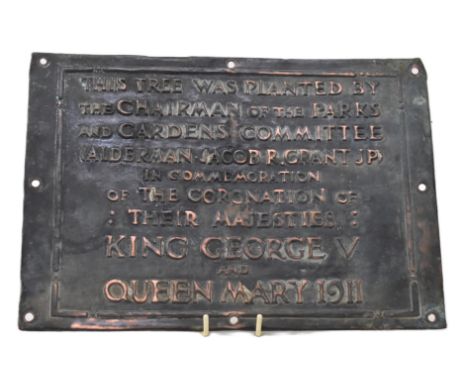 THIS TREE WAS PLANTED BY
THE CHAIRMAN OF THE PARKS
AND GARDENS COMMITTEE
(ALDERMAN JACOB R. GRANT JP)
IN COMMEMORATION
OF THE CORONATION OF
: THEIR MAJESTIES :
KING GEORGE V
AND
QUEEN MARY 1911